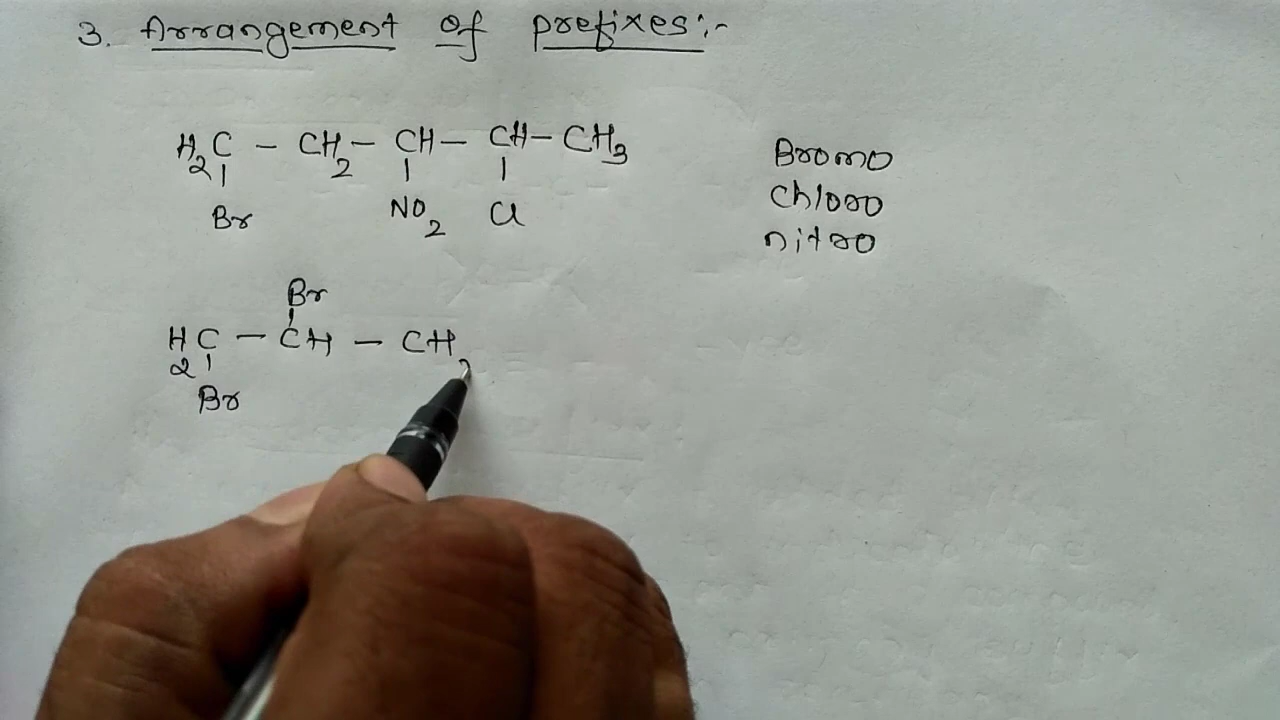 3. Arrangement of prefixes:-
H2C - CH2 - CH - CH - CH3
Br NO2 Cl
Bromo
Chloro
nitro
Br
H2C - CH - CH2
Br